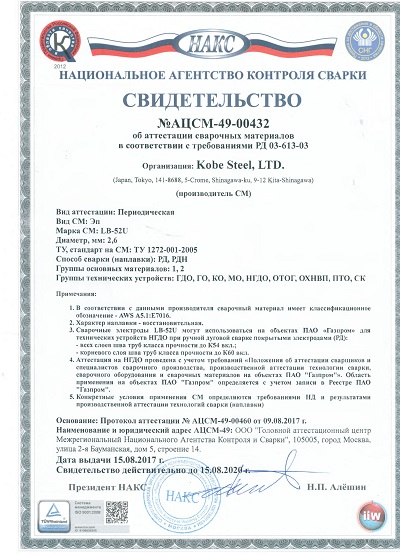 НАКС
СНГ
2012
НАЦИОНАЛЬНОЕ АГЕНТСТВО КОНТРОЛЯ СВАРКИ
СВИДЕТЕЛЬСТВО
№АЦСМ-49-00432
об аттестации сварочных материалов
в соответствии с требованиями РД 03-613-03
Организация: Kobe Steel, LTD.
(Japan, Tokyo, 141-8688, 5-Crome, Shinagawa-ku, 9-12 Kita-Shinagawa)
(производитель СМ)
Вид аттестации: Периодическая
Вид СМ: Эп
Марка СМ: LB-52U
Диаметр, мм: 2,6
ТУ, стандарт на СМ: ТУ 1272-001-2005
Способ сварки (наплавки): РД, РДН
Группы основных материалов: 1, 2
Группы технических устройств: ГДО, ГО, КО, МО, НГДО, ОТОГ, ОХНВП, ПТО, СК
Примечания:
1. В соответствии с данными производителя сварочный материал имеет классификационное
обозначение - AWS A5.1:E7016.
2. Характер наплавки - восстановительная.
3. Сварочные электроды LB-52U могут использоваться на объектах ПАО «Газпром» для
технических устройств НГДО при ручной дуговой сварке покрытыми электродами (РД):
- всех слоев шва труб класса прочности до К54 вкл.;
- корневого слоя шва труб класса прочности до К60 вкл.
4. Аттестация на НГДО проведена с учетом требований «Положения об аттестации сварщиков и
специалистов сварочного производства, производственной аттестации технологии сварки,
сварочного оборудования и сварочных материалов на объектах ПАО "Газпром"». Область
применения на объектах ПАО "Газпром" определяется с учетом записи в Реестре ПАО
"Газпром".
5. Конкретные условия применения СМ определяются требованиями НД и результатами
производственной аттестации технологий сварки (наплавки)
Основание: Протокол аттестации № АЦСМ-49-00460 от 09.08.2017 г.
Наименование и юридический адрес АЦСМ-49: ООО "Головной аттестационный центр
Межрегиональный Национального Агентства Контроля и Сварки", 105005, город Москва,
улица 2-я Бауманская, дом 5, строение 14.
Дата выдачи 15.08.2017 г.
Свидетельство действительно до 15.08.2020 г.
Президент НАКС
НАКС
Н.П. Алёшин
Система
менеджмента
ISO 9001:2008
iiw